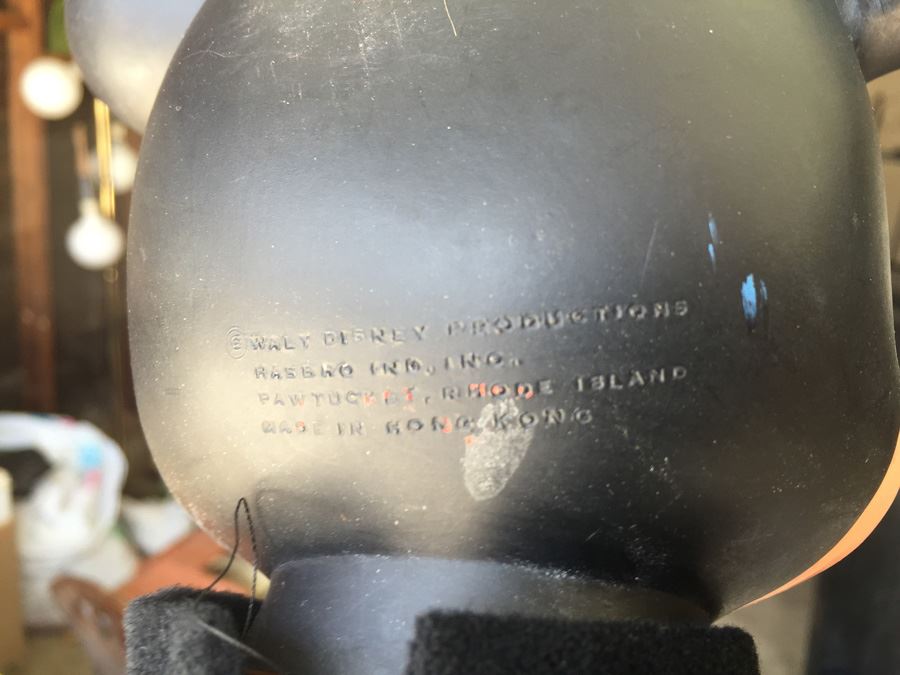 © WALT DISNEY PRODUCTIONS
HASBRO IND., INC.
PAWTUCKET, RHODE ISLAND
MADE IN HONG KONG